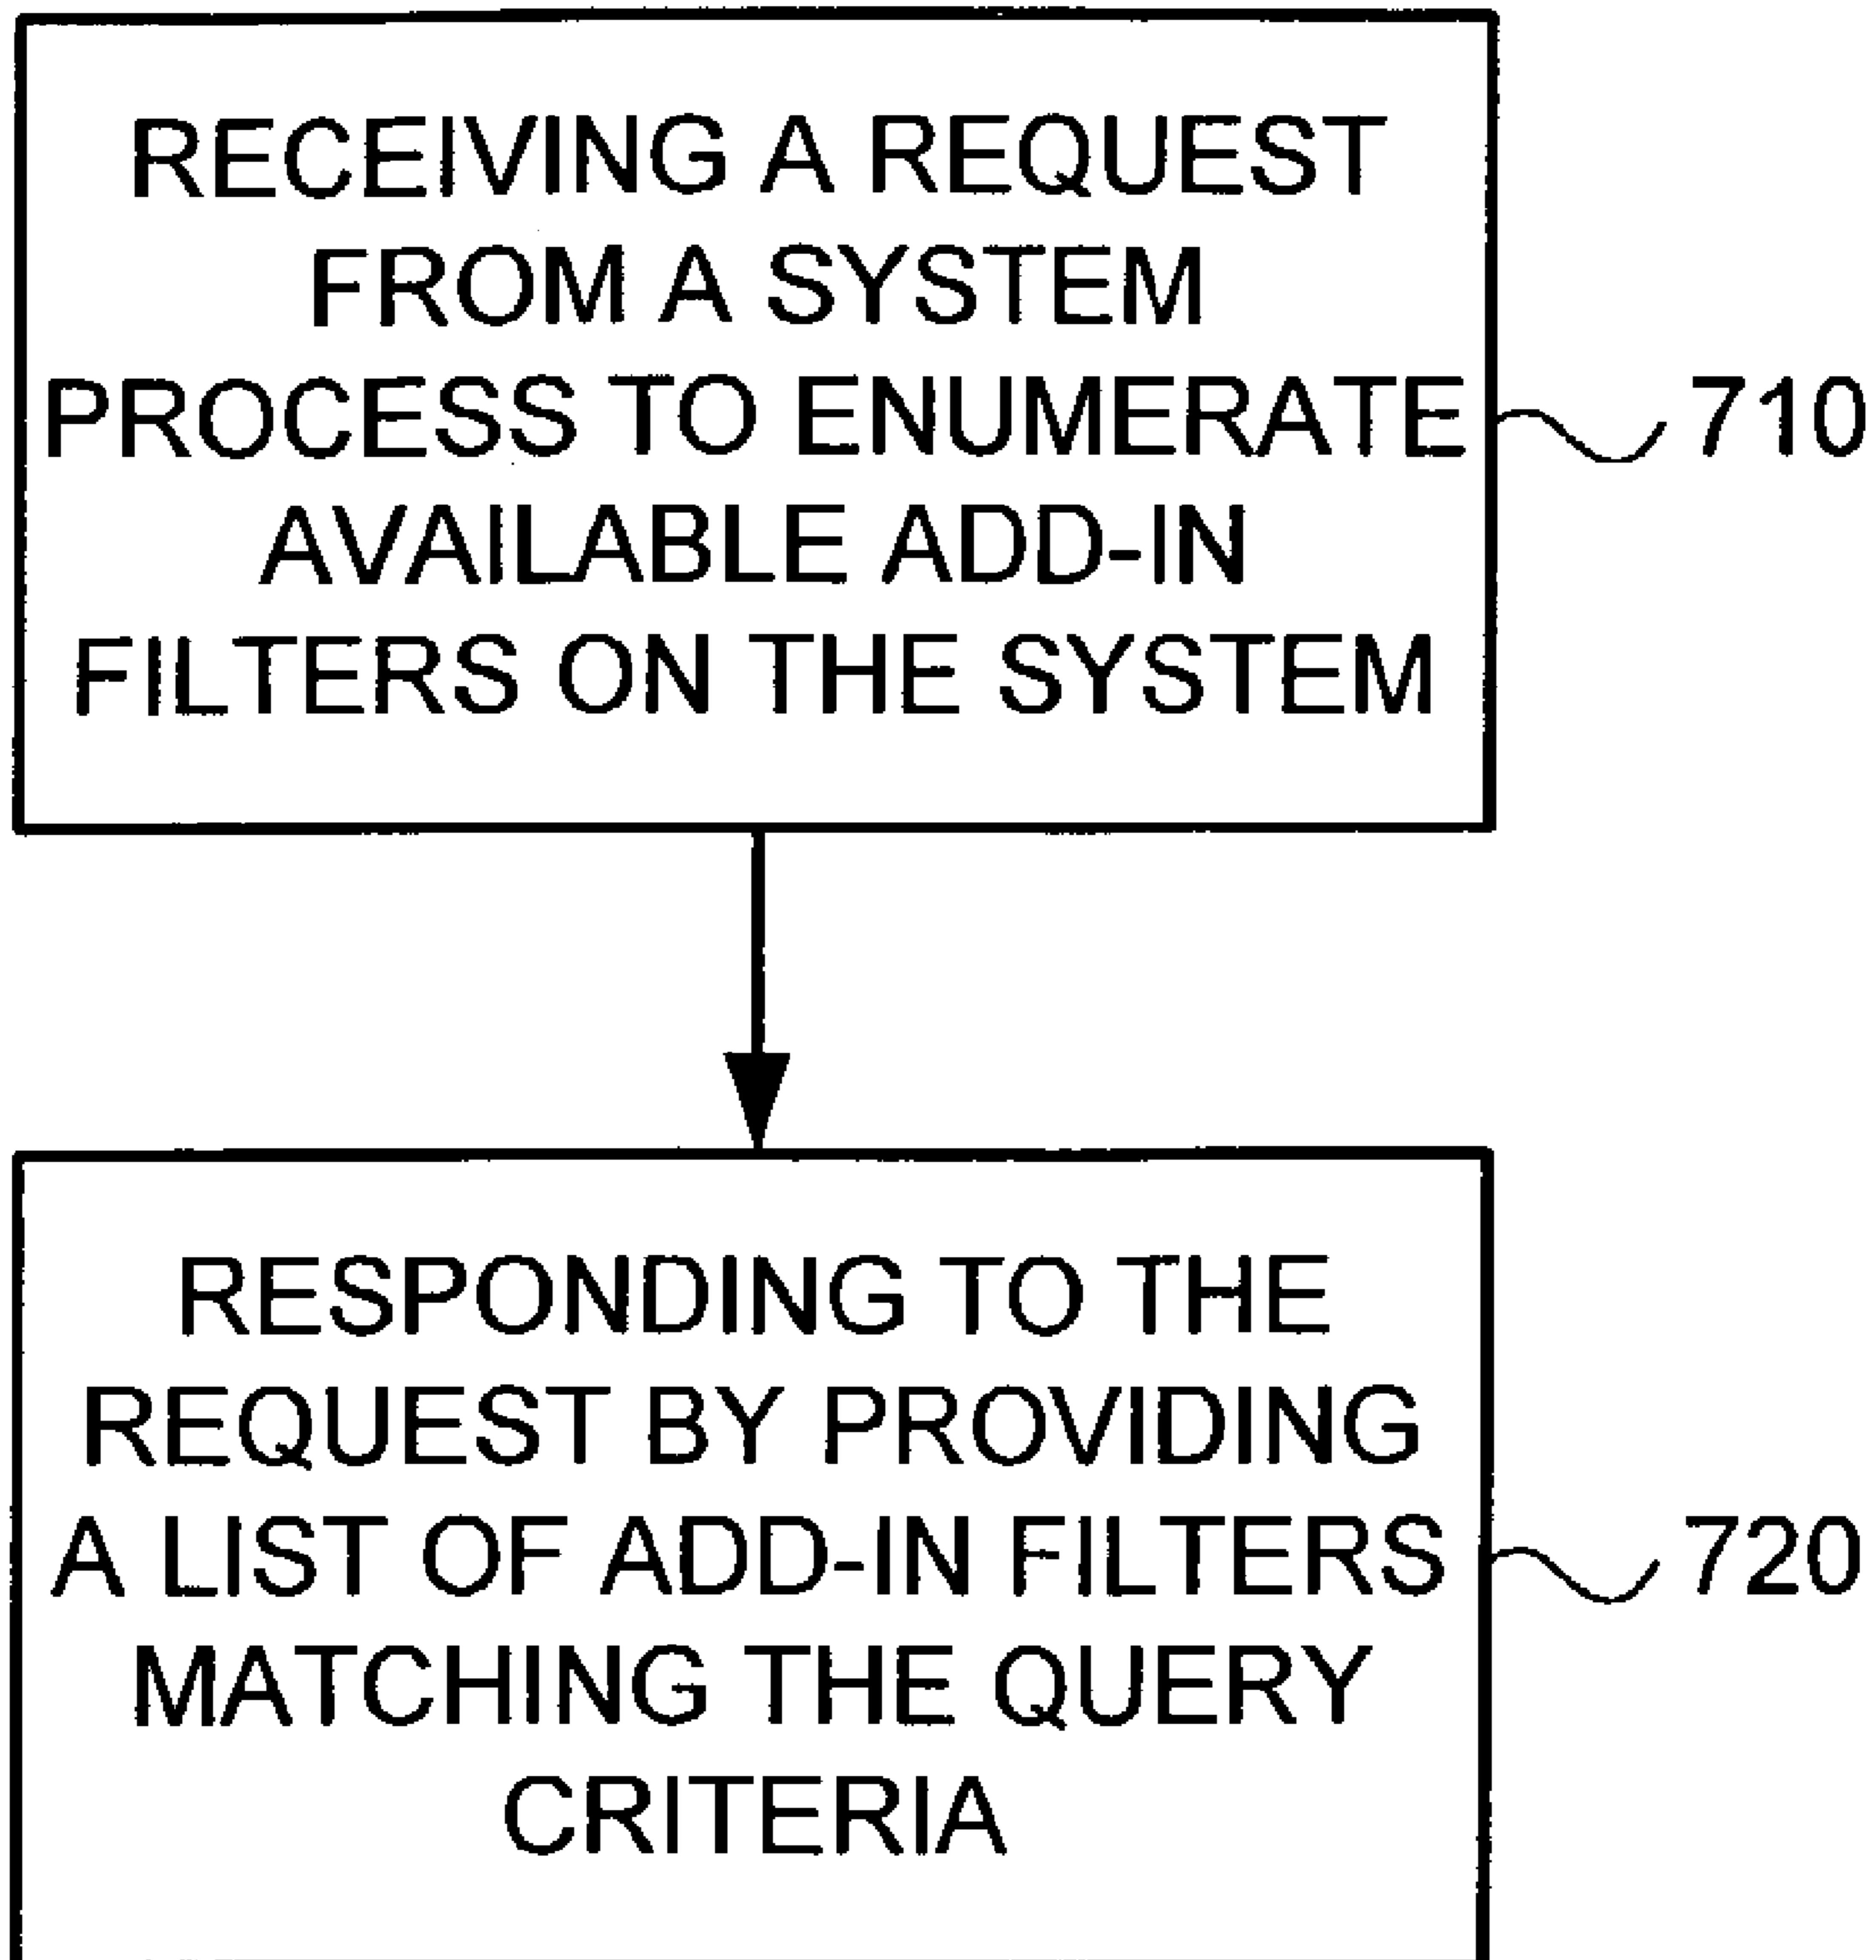 RECEIVING A REQUEST
FROM A SYSTEM
PROCESS TO ENUMERATE
AVAILABLE ADD-IN
FILTERS ON THE SYSTEM
710
RESPONDING TO THE
REQUEST BY PROVIDING
A LIST OF ADD-IN FILTERS
MATCHING THE QUERY
CRITERIA
720